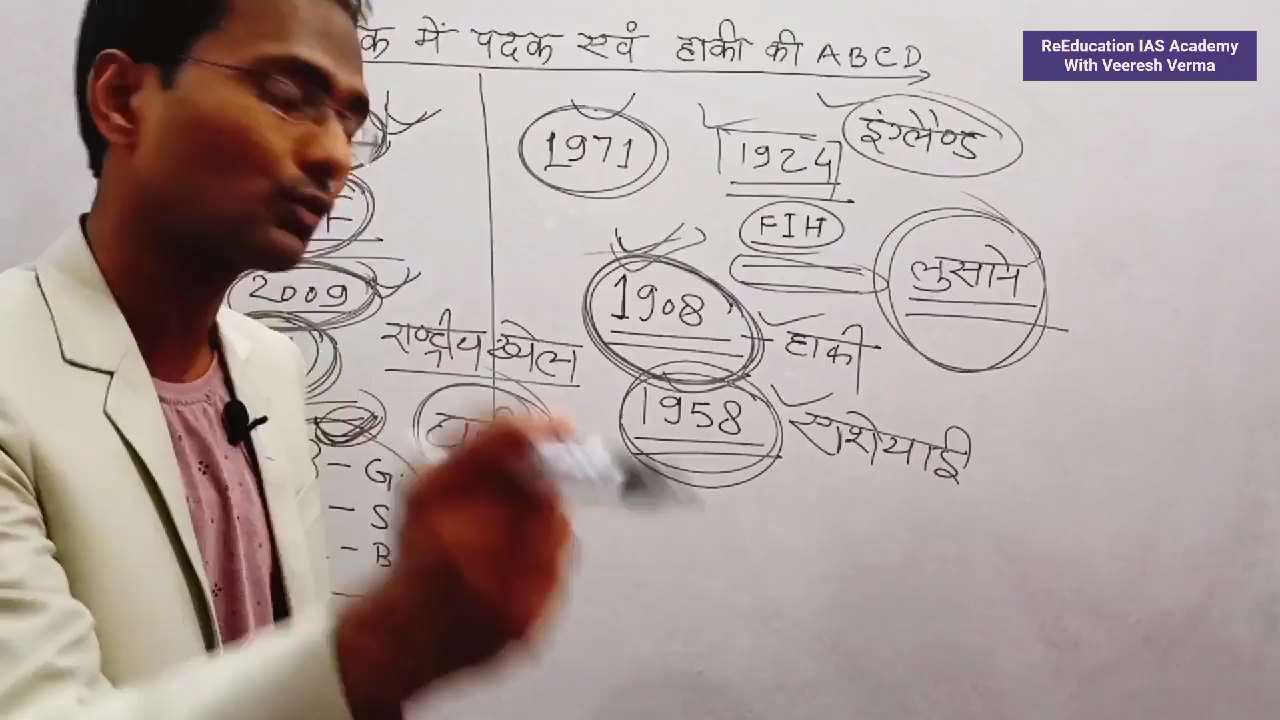 में पदक एवं हाकी की ABCD
ReEducation IAS Academy
With Veeresh Verma
1971
1924
इंग्लैण्ड
FIH
लुसाने
2009
1908
हाकी
राष्ट्रीय खेल
1958
एशियाई
- G
- S
- B